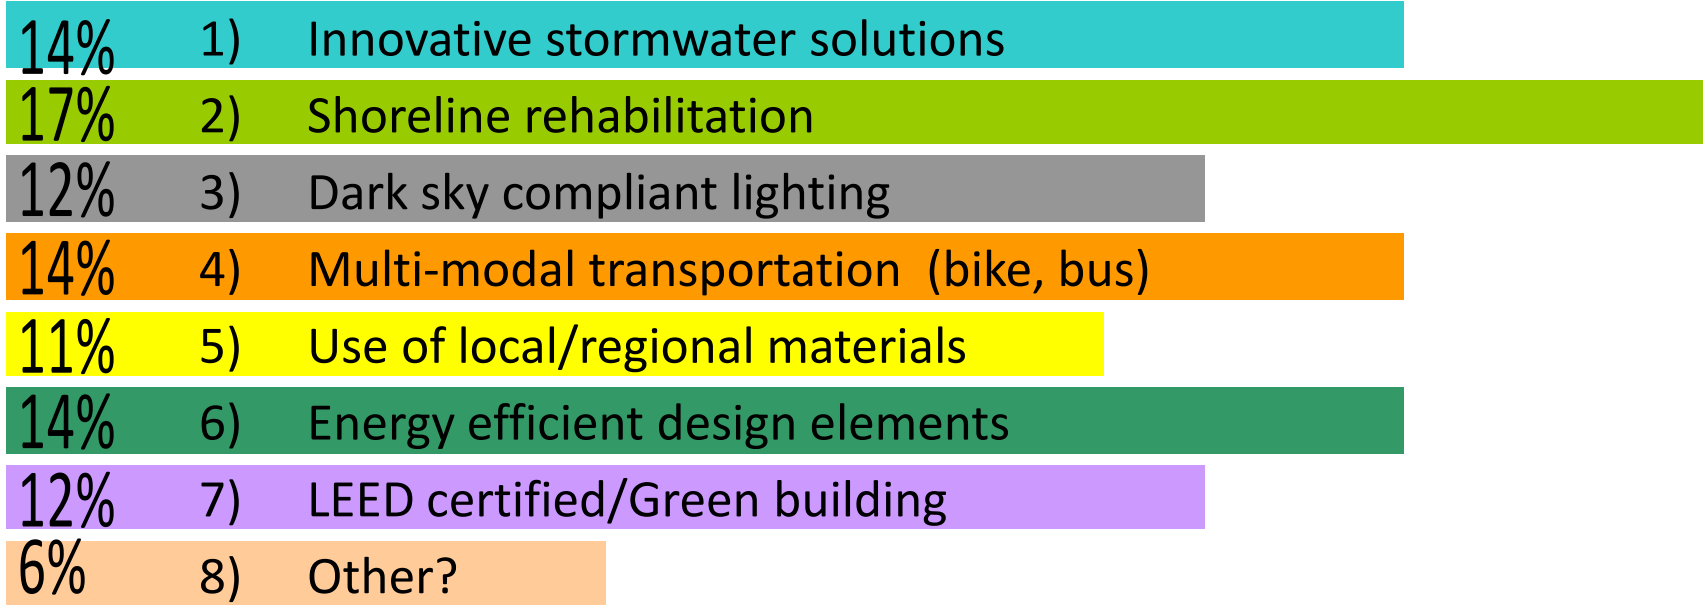 14% 1) Innovative stormwater solutions
17% 2) Shoreline rehabilitation
12% 3) Dark sky compliant lighting
14% 4) Multi-modal transportation (bike, bus)
11% 5) Use of local/regional materials
14% 6) Energy efficient design elements
12% 7) LEED certified/Green building
6% 8) Other?